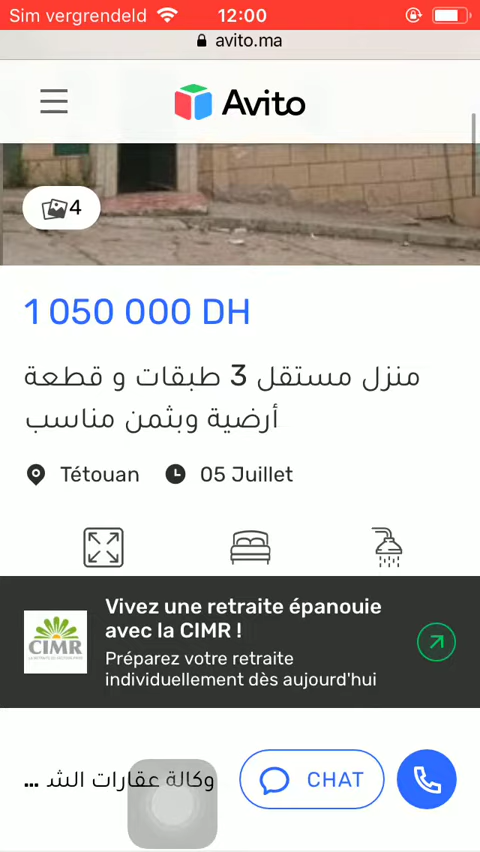 Sim vergrendeld 12:00
avito.ma
Avito
4
1 050 000 DH
منزل مستقل 3 طبقات و قطعة
أرضية وبثمن مناسب
Tétouan 05 Juillet
Vivez une retraite épanouie
avec la CIMR !
CIMR
Préparez votre retraite
individuellement dès aujourd'hui
وكالة عقارات الش ...
CHAT